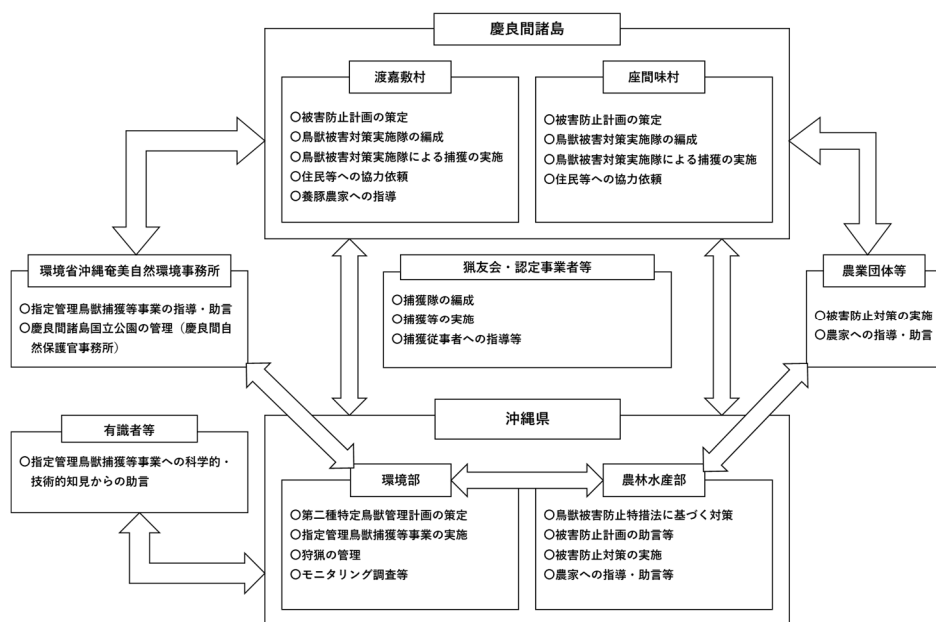 慶良間諸島
渡嘉敷村
○被害防止計画の策定
○鳥獣被害対策実施隊の編成
○鳥獣被害対策実施隊による捕獲の実施
○住民等への協力依頼
○養豚農家への指導
座間味村
○被害防止計画の策定
○鳥獣被害対策実施隊の編成
○鳥獣被害対策実施隊による捕獲の実施
○住民等への協力依頼
環境省沖縄奄美自然環境事務所
○指定管理鳥獣捕獲等事業の指導・助言
○慶良間諸島国立公園の管理（慶良間自
然保護官事務所）
猟友会・認定事業者等
○捕獲隊の編成
○捕獲等の実施
○捕獲従事者への指導等
農業団体等
○被害防止対策の実施
○農家への指導・助言
有識者等
○指定管理鳥獣捕獲等事業への科学的・
技術的知見からの助言
沖縄県
環境部
○第二種特定鳥獣管理計画の策定
○指定管理鳥獣捕獲等事業の実施
○狩猟の管理
○モニタリング調査等
農林水産部
○鳥獣被害防止特措法に基づく対策
○被害防止計画の助言等
○被害防止対策の実施
○農家への指導・助言等